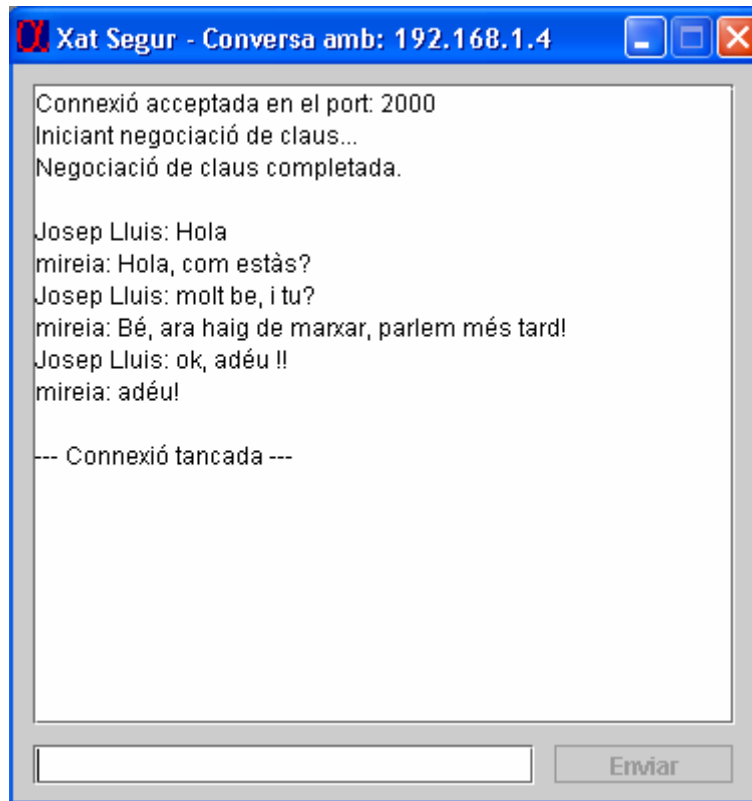 Xat Segur - Conversa amb: 192.168.1.4
Connexió acceptada en el port: 2000
Iniciant negociació de claus...
Negociació de claus completada.
Josep Lluis: Hola
mireia: Hola, com estàs?
Josep Lluis: molt be, i tu?
mireia: Bé, ara haig de marxar, parlem més tard!
Josep Lluis: ok, adéu !!
mireia: adéu!
--- Connexió tancada ---
Enviar